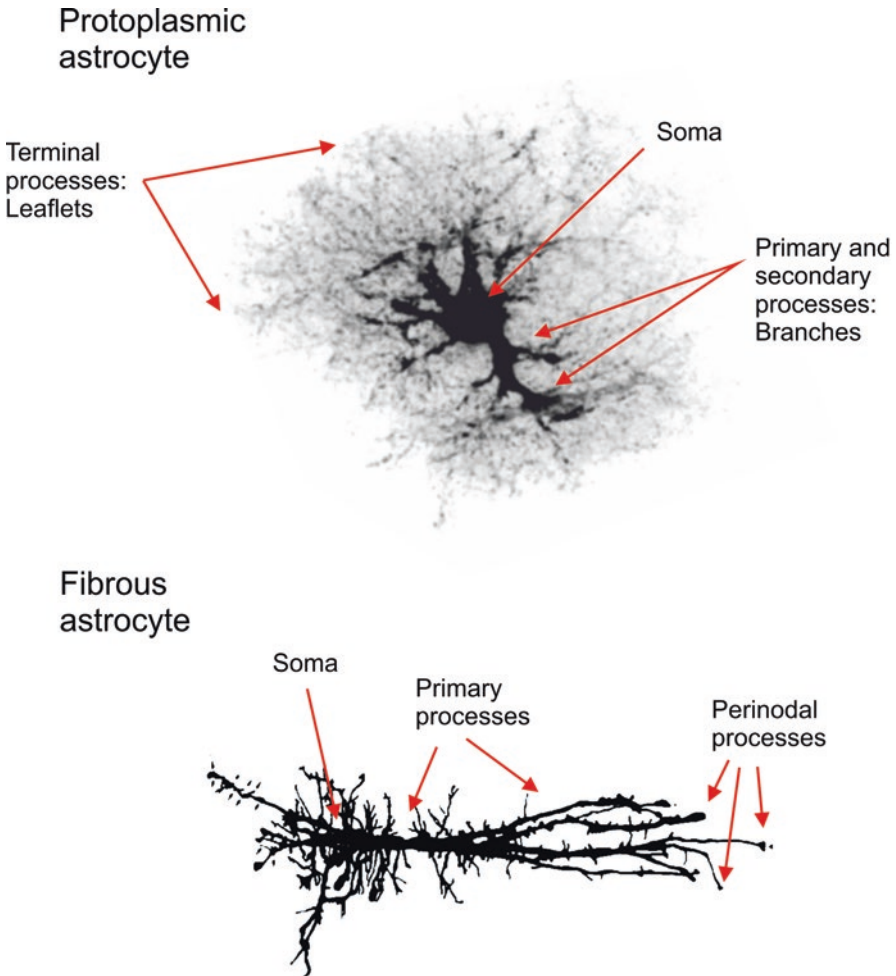 Protoplasmic
astrocyte
Soma
Terminal
processes:
Leaflets
Primary and
secondary
processes:
Branches
Fibrous
astrocyte
Soma
Primary
processes
Perinodal
processes